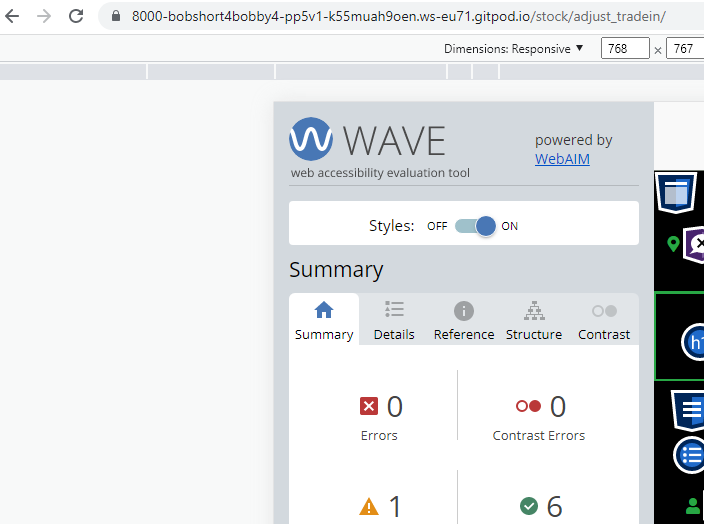 8000-bobshort4bobby4-pp5v1-k55muah9oen.ws-eu71.gitpod.io/stock/adjust_tradein/
Dimensions: Responsive ▼ 768 × 767
WAVE
powered by
WebAIM
web accessibility evaluation tool
Styles: OFF ON
Summary
Summary Details Reference Structure Contrast
0 0
Errors Contrast Errors
1 6
h1